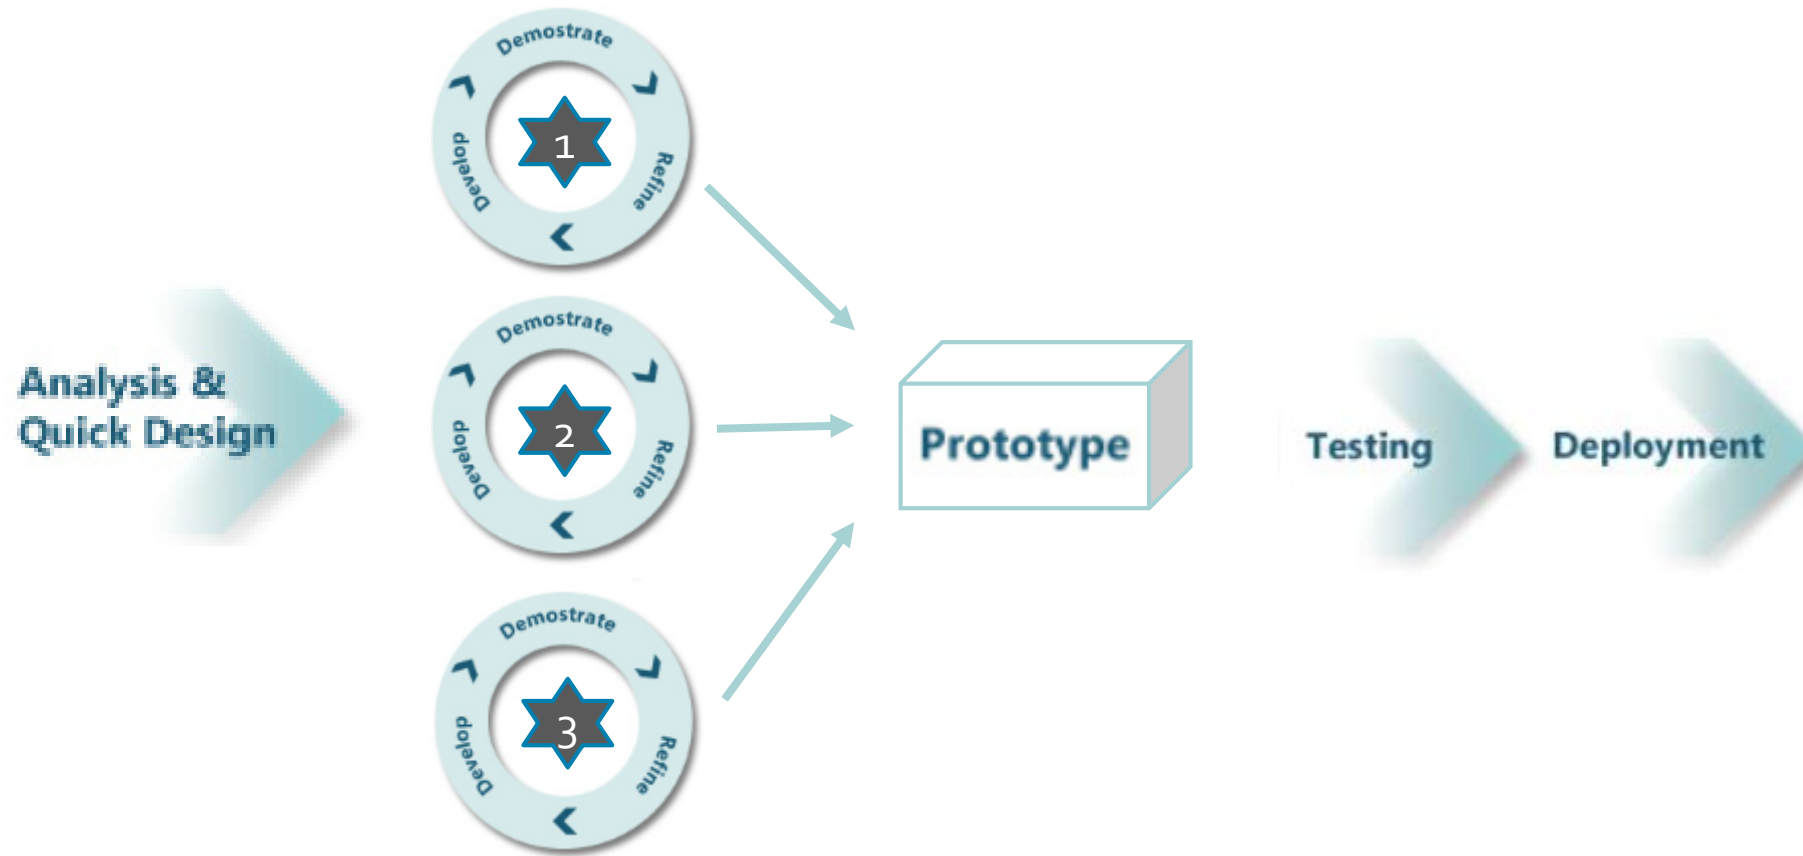 Analysis &
Quick Design
Demostrate
Refine
Develop
1
Demostrate
Refine
Develop
2
Demostrate
Refine
Develop
3
Prototype
Testing
Deployment